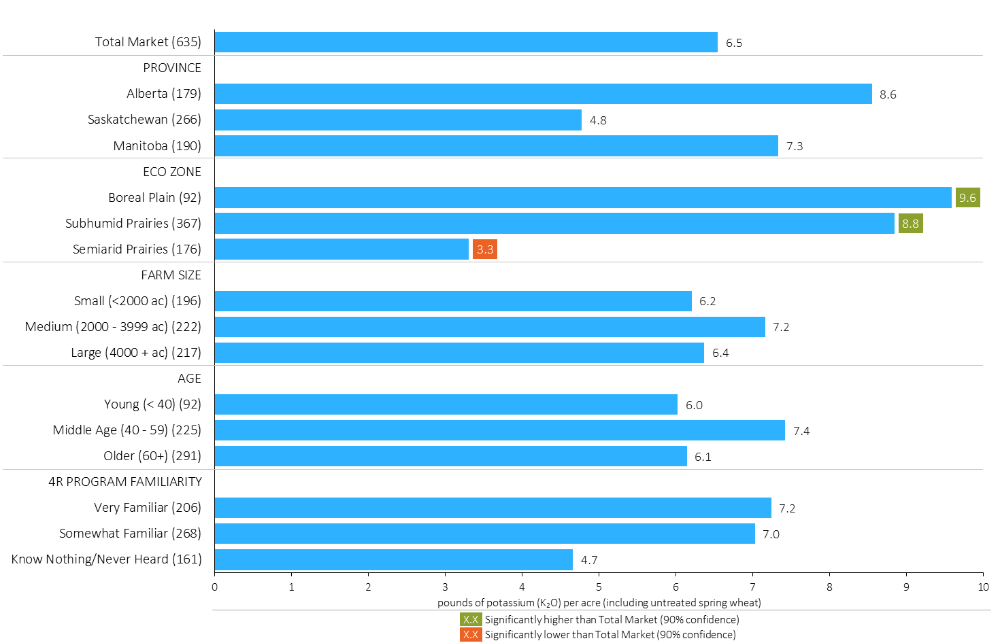 Total Market (635) 6.5
PROVINCE
Alberta (179) 8.6
Saskatchewan (266) 4.8
Manitoba (190) 7.3
ECO ZONE
Boreal Plain (92) 9.6
Subhumid Prairies (367) 8.8
Semiarid Prairies (176) 3.3
FARM SIZE
Small (<2000 ac) (196) 6.2
Medium (2000 - 3999 ac) (222) 7.2
Large (4000 + ac) (217) 6.4
AGE
Young (< 40) (92) 6.0
Middle Age (40 - 59) (225) 7.4
Older (60+) (291) 6.1
4R PROGRAM FAMILIARITY
Very Familiar (206) 7.2
Somewhat Familiar (268) 7.0
Know Nothing/Never Heard (161) 4.7
0 1 2 3 4 5 6 7 8 9 10
pounds of potassium (K₂O) per acre (including untreated spring wheat)
X.X Significantly higher than Total Market (90% confidence)
X.X Significantly lower than Total Market (90% confidence)